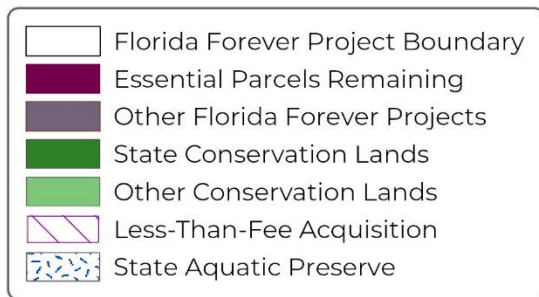 Florida Forever Project Boundary
Essential Parcels Remaining
Other Florida Forever Projects
State Conservation Lands
Other Conservation Lands
Less-Than-Fee Acquisition
State Aquatic Preserve